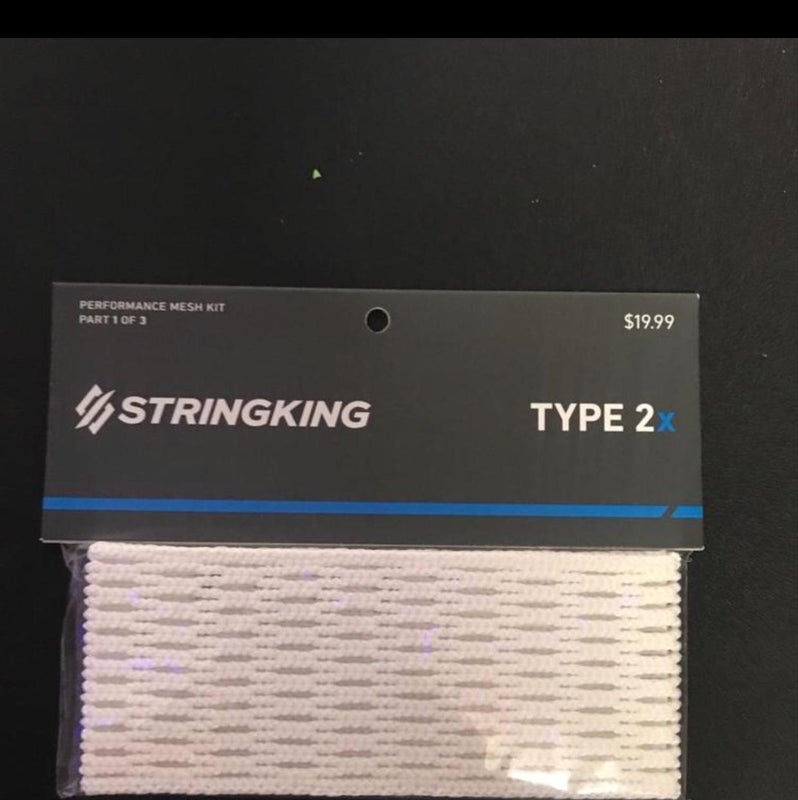 PERFORMANCE MESH KIT
PART 1 OF 3
$19.99
STRINGKING
TYPE 2x